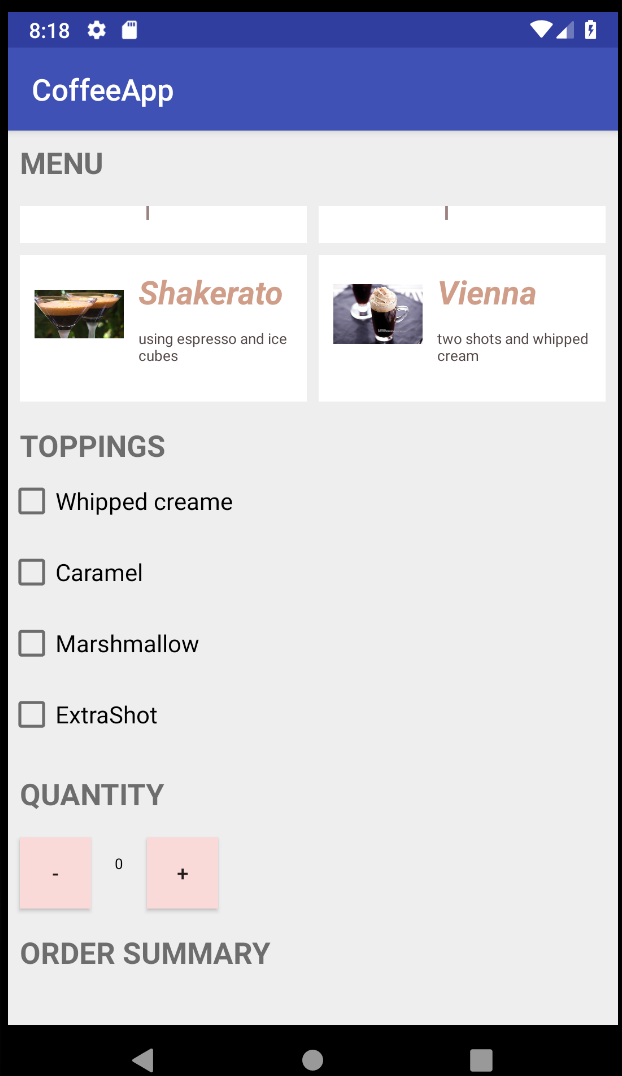 8:18
CoffeeApp
MENU
Shakerato
using espresso and ice
cubes
Vienna
two shots and whipped
cream
TOPPINGS
Whipped creame
Caramel
Marshmallow
ExtraShot
QUANTITY
- 0 +
ORDER SUMMARY